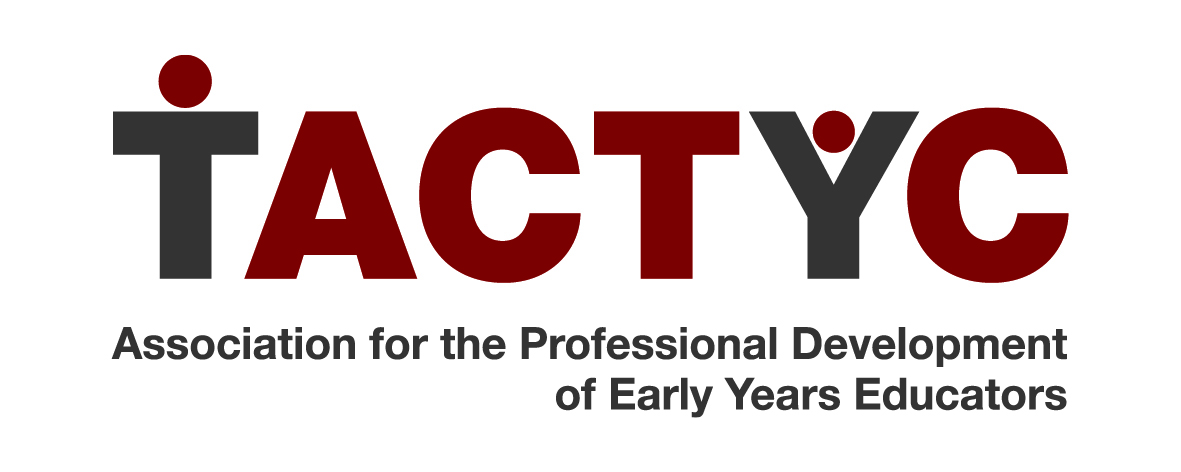 TACTYC
Association for the Professional Development
of Early Years Educators